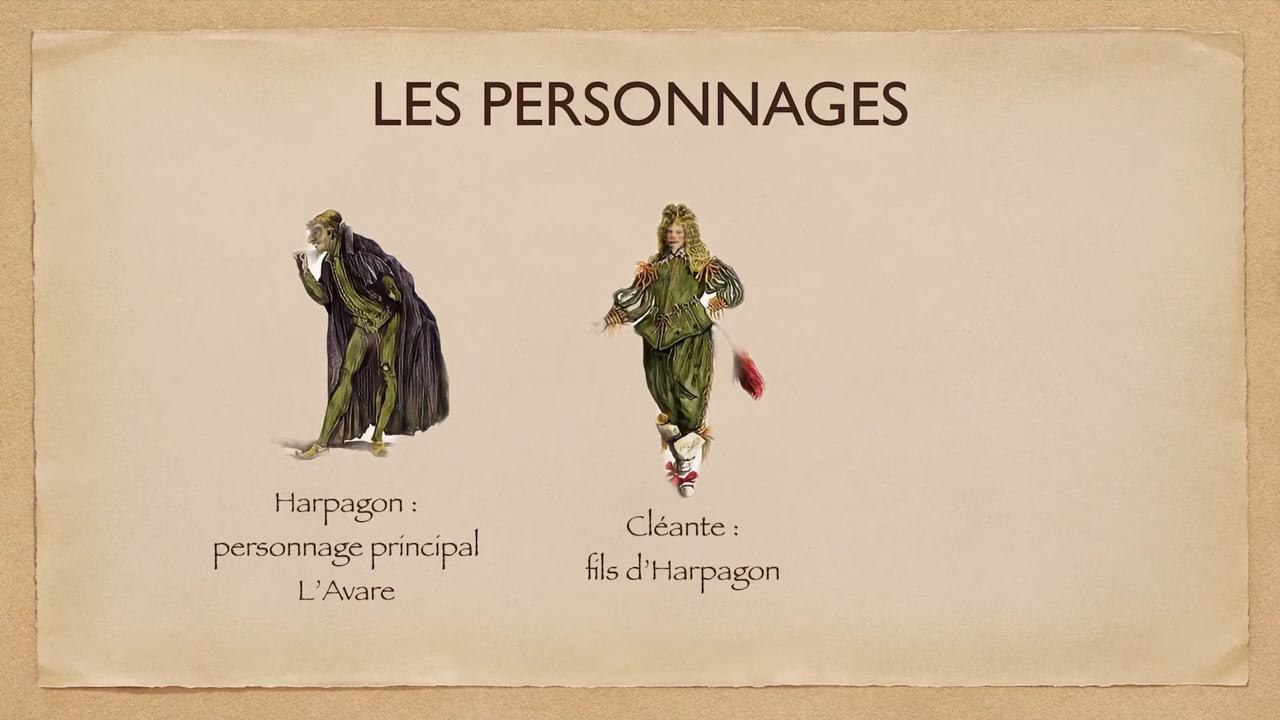 LES PERSONNAGES
Harpagon :
personnage principal
L'Avare
Cléante :
fils d'Harpagon